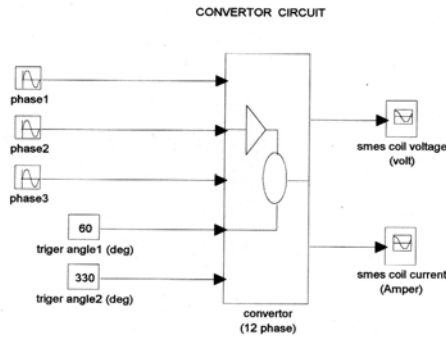 CONVERTOR CIRCUIT
phase1
phase2
phase3
60
triger angle1 (deg)
330
triger angle2 (deg)
convertor
(12 phase)
smes coil voltage
(volt)
smes coil current
(Amper)